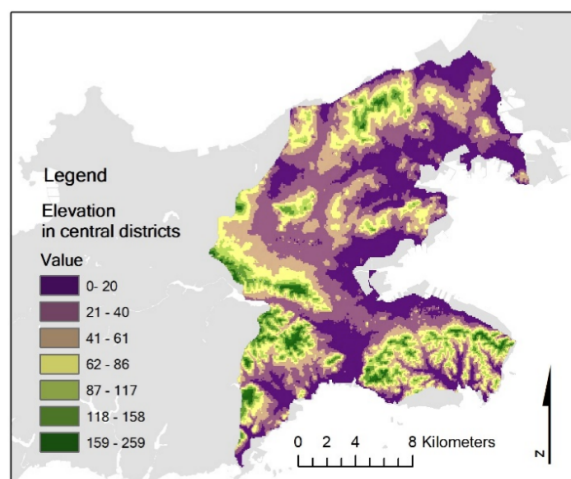 Legend
Elevation
in central districts
Value
0- 20
21 - 40
41 - 61
62 - 86
87 - 117
118 - 158
159 - 259
0 2 4 8 Kilometers
N